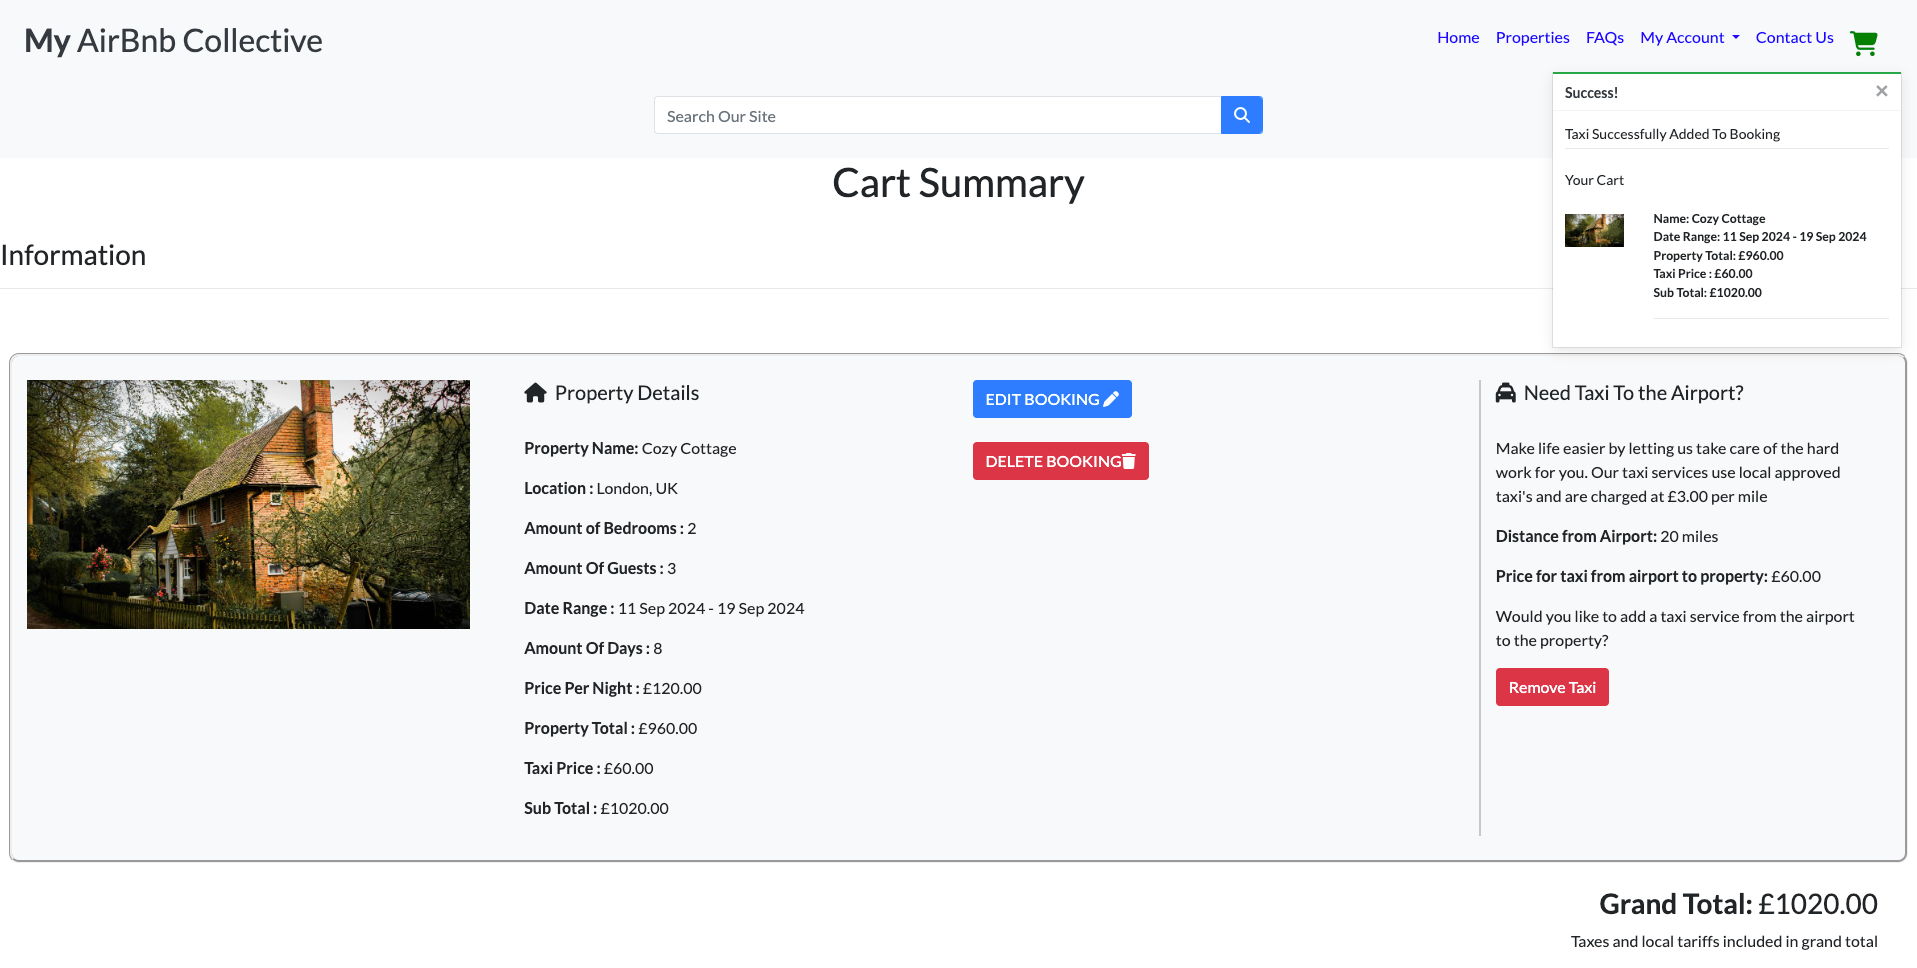 My AirBnb Collective
Home Properties FAQs My Account Contact Us
Search Our Site
Success!
Taxi Successfully Added To Booking
Your Cart
Name: Cozy Cottage
Date Range: 11 Sep 2024 - 19 Sep 2024
Property Total: £960.00
Taxi Price : £60.00
Sub Total: £1020.00
Cart Summary
Information
Property Details
Property Name: Cozy Cottage
Location : London, UK
Amount of Bedrooms : 2
Amount Of Guests : 3
Date Range : 11 Sep 2024 - 19 Sep 2024
Amount Of Days : 8
Price Per Night : £120.00
Property Total : £960.00
Taxi Price : £60.00
Sub Total : £1020.00
EDIT BOOKING
DELETE BOOKING
Need Taxi To the Airport?
Make life easier by letting us take care of the hard
work for you. Our taxi services use local approved
taxi's and are charged at £3.00 per mile
Distance from Airport: 20 miles
Price for taxi from airport to property: £60.00
Would you like to add a taxi service from the airport
to the property?
Remove Taxi
Grand Total: £1020.00
Taxes and local tariffs included in grand total